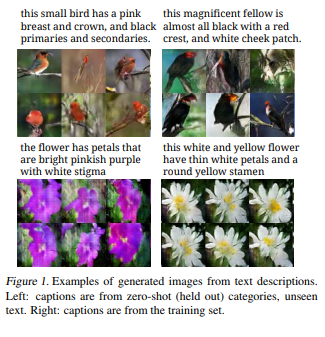 this small bird has a pink
breast and crown, and black
primaries and secondaries.
this magnificent fellow is
almost all black with a red
crest, and white cheek patch.
the flower has petals that
are bright pinkish purple
with white stigma
this white and yellow flower
have thin white petals and a
round yellow stamen
Figure 1. Examples of generated images from text descriptions.
Left: captions are from zero-shot (held out) categories, unseen
text. Right: captions are from the training set.